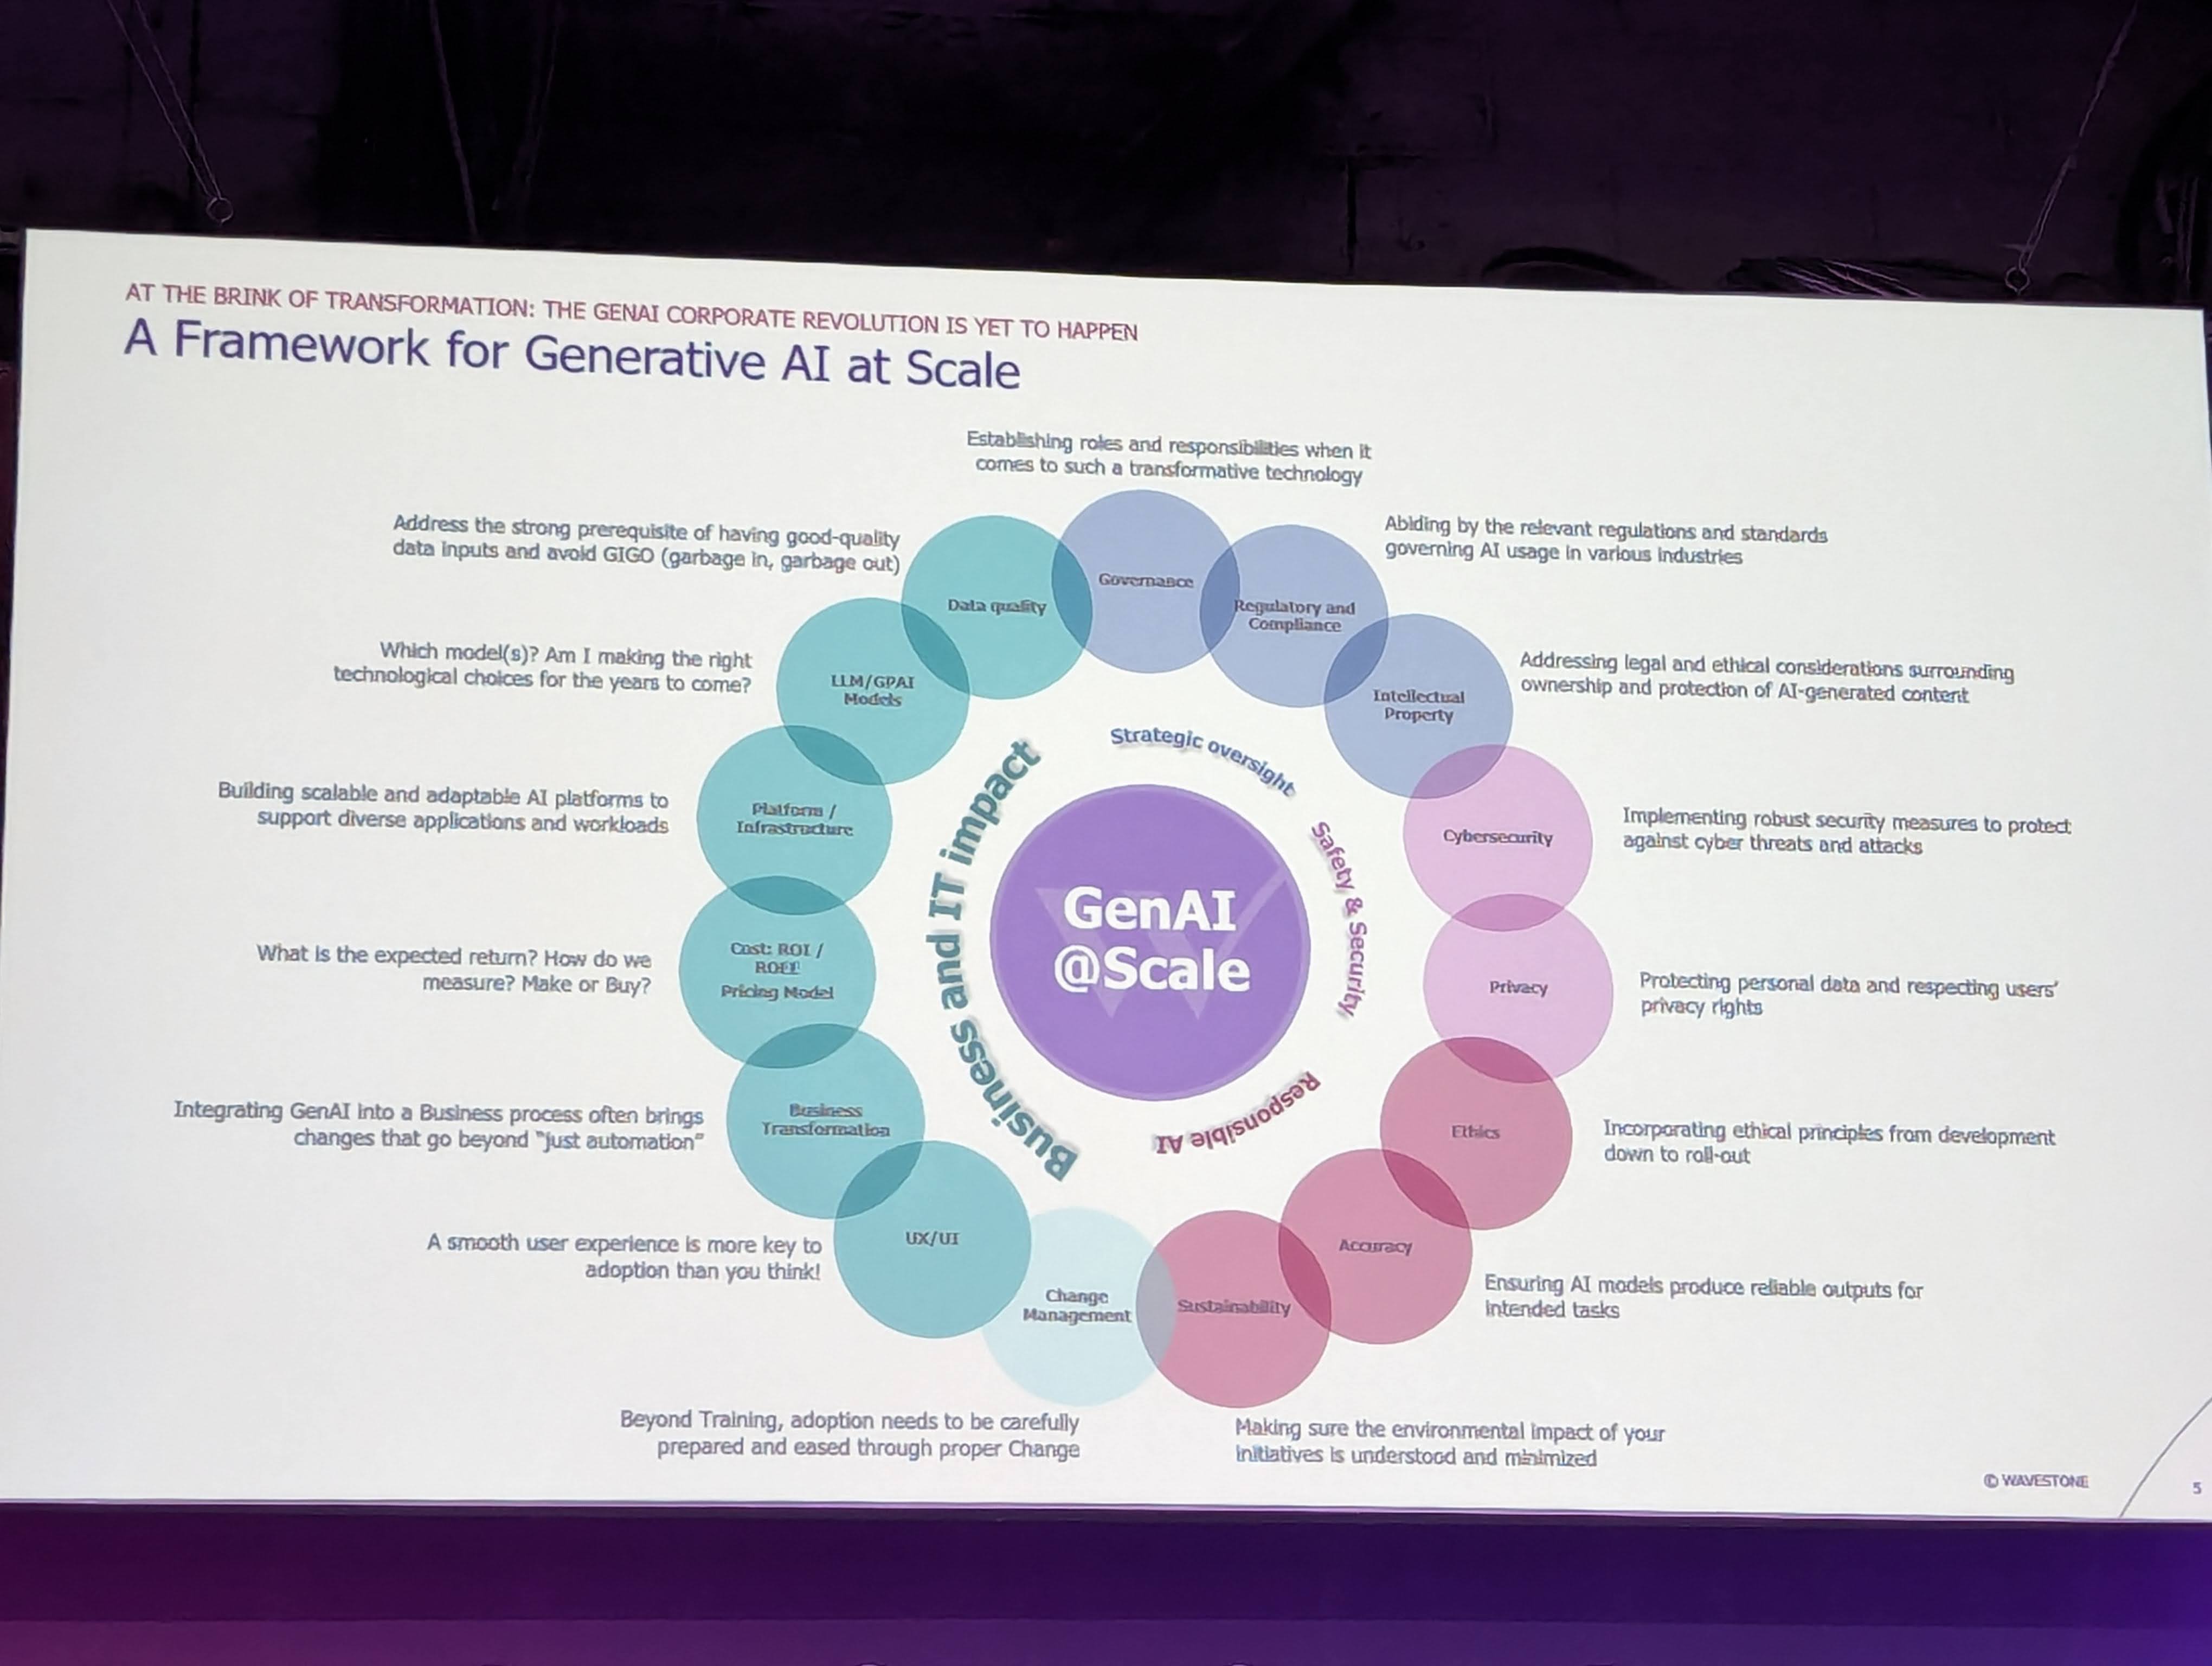 AT THE BRINK OF TRANSFORMATION: THE GENAI CORPORATE REVOLUTION IS YET TO HAPPEN
A Framework for Generative AI at Scale
Establishing roles and responsibilities when it
comes to such a transformative technology
Governance
Abiding by the relevant regulations and standards
governing AI usage in various industries
Regulatory and
Compliance
Addressing legal and ethical considerations surrounding
ownership and protection of AI-generated content
Intellectual
Property
Implementing robust security measures to protect
against cyber threats and attacks
Cybersecurity
Protecting personal data and respecting users'
privacy rights
Privacy
Incorporating ethical principles from development
down to roll-out
Ethics
Ensuring AI models produce reliable outputs for
intended tasks
Accuracy
Making sure the environmental impact of your
initiatives is understood and minimized
Sustainability
Beyond Training, adoption needs to be carefully
prepared and eased through proper Change
Change
Management
A smooth user experience is more key to
adoption than you think!
UX/UI
Integrating GenAI into a Business process often brings
changes that go beyond "just automation"
Business
Transformation
What is the expected return? How do we
measure? Make or Buy?
Cost: ROI /
Pricing Model
Building scalable and adaptable AI platforms to
support diverse applications and workloads
Platform /
Infrastructure
Which model(s)? Am I making the right
technological choices for the years to come?
LLM/GPAI
Models
Address the strong prerequisite of having good-quality
data inputs and avoid GIGO (garbage in, garbage out)
Data quality
Strategic oversight
Safety & Security
Responsible AI
Business and IT impact
GenAI
@Scale
© WAVESTONE
5